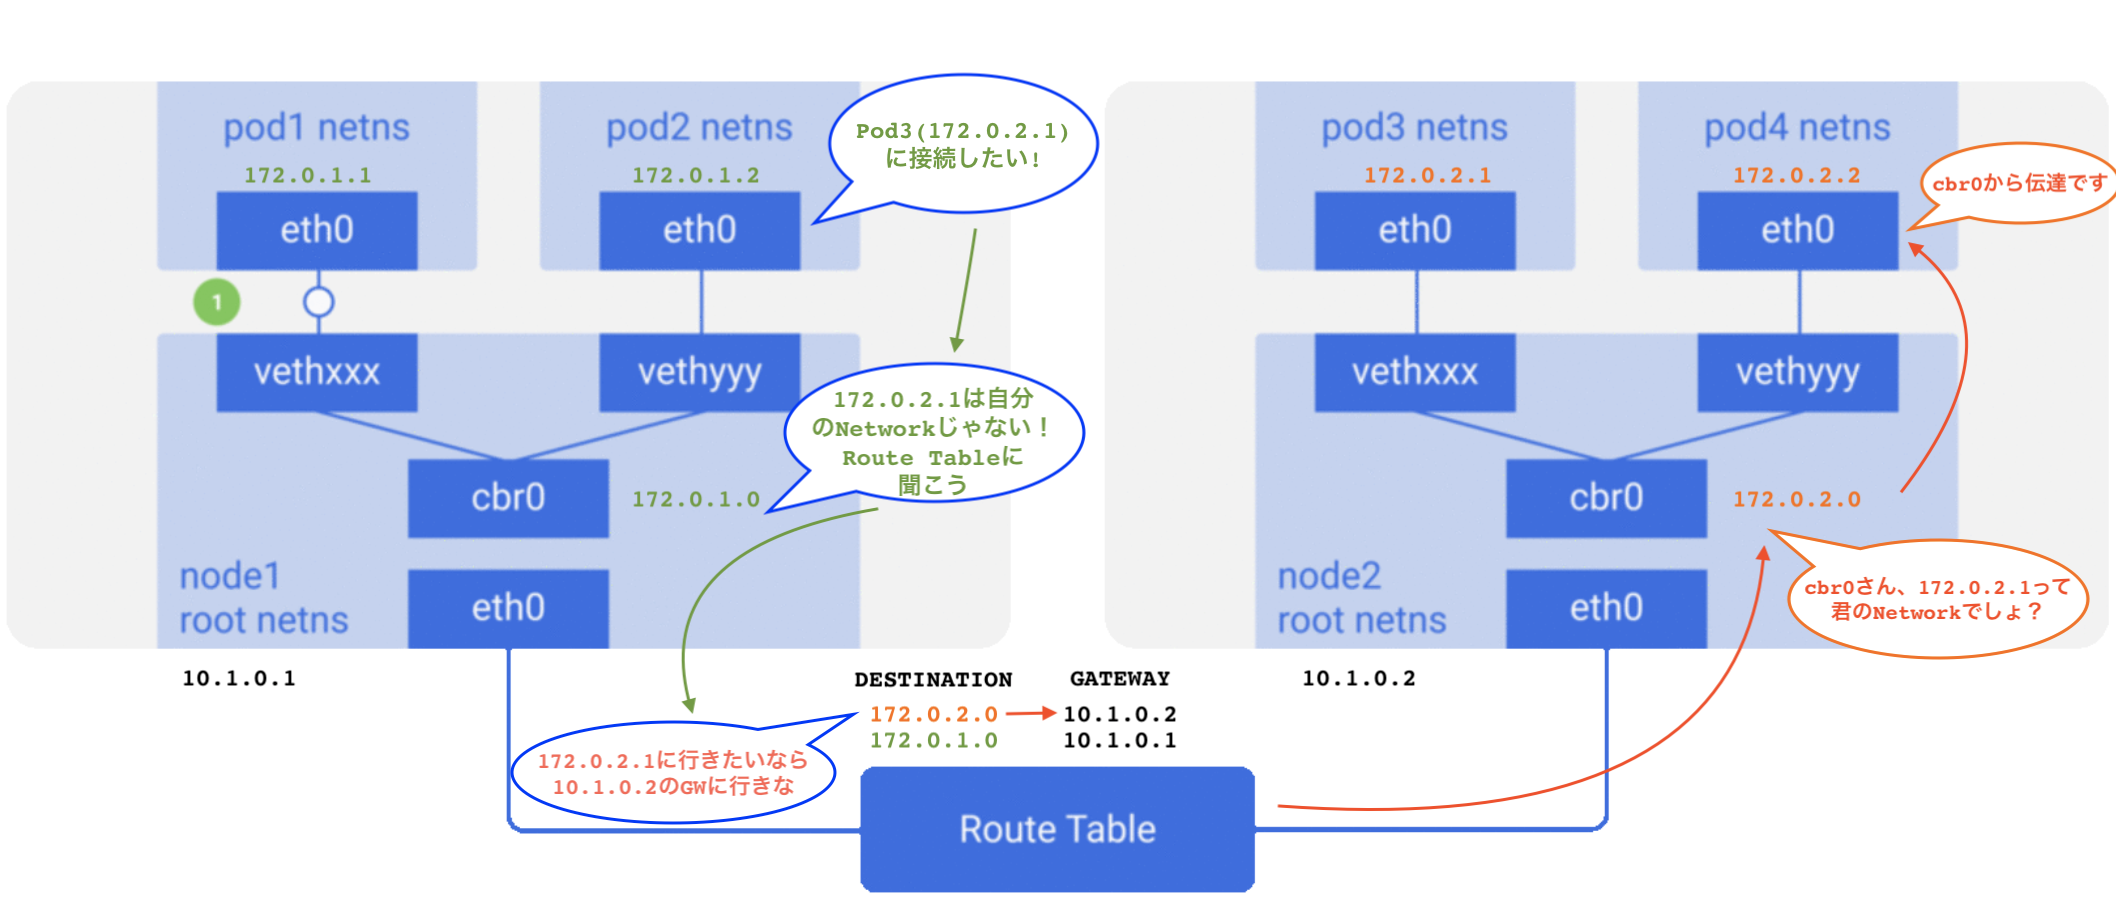 pod1 netns
172.0.1.1
eth0
1
vethxxx
pod2 netns
172.0.1.2
eth0
vethyyy
Pod3(172.0.2.1)
に接続したい!
172.0.2.1は自分
のNetworkじゃない！
Route Tableに
聞こう
cbr0
172.0.1.0
node1
root netns
eth0
10.1.0.1
pod3 netns
172.0.2.1
eth0
vethxxx
pod4 netns
172.0.2.2
eth0
vethyyy
cbr0から伝達です
cbr0
172.0.2.0
cbr0さん、172.0.2.1って
君のNetworkでしょ？
node2
root netns
eth0
10.1.0.2
DESTINATION GATEWAY
172.0.2.0 10.1.0.2
172.0.1.0 10.1.0.1
172.0.2.1に行きたいなら
10.1.0.2のGWに行きな
Route Table